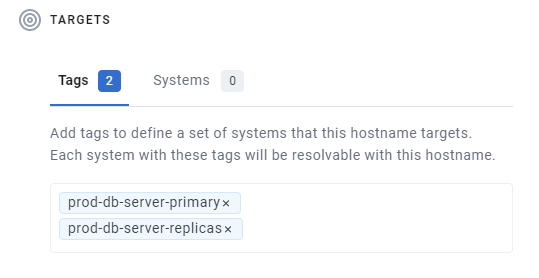 TARGETS
Tags 2 Systems 0
Add tags to define a set of systems that this hostname targets.
Each system with these tags will be resolvable with this hostname.
prod-db-server-primary×
prod-db-server-replicas×